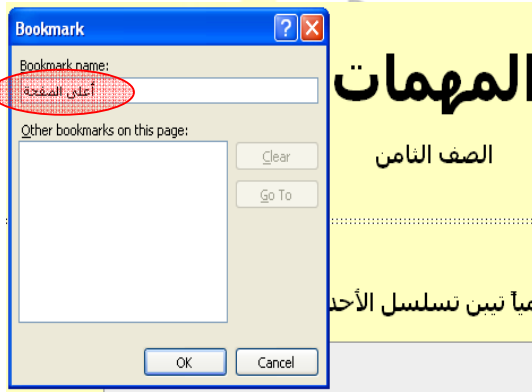 Bookmark
Bookmark name:
أعلى الصفحة
Other bookmarks on this page:
Clear
Go To
OK
Cancel
المهمات
الصف الثامن
تبين تسلسل